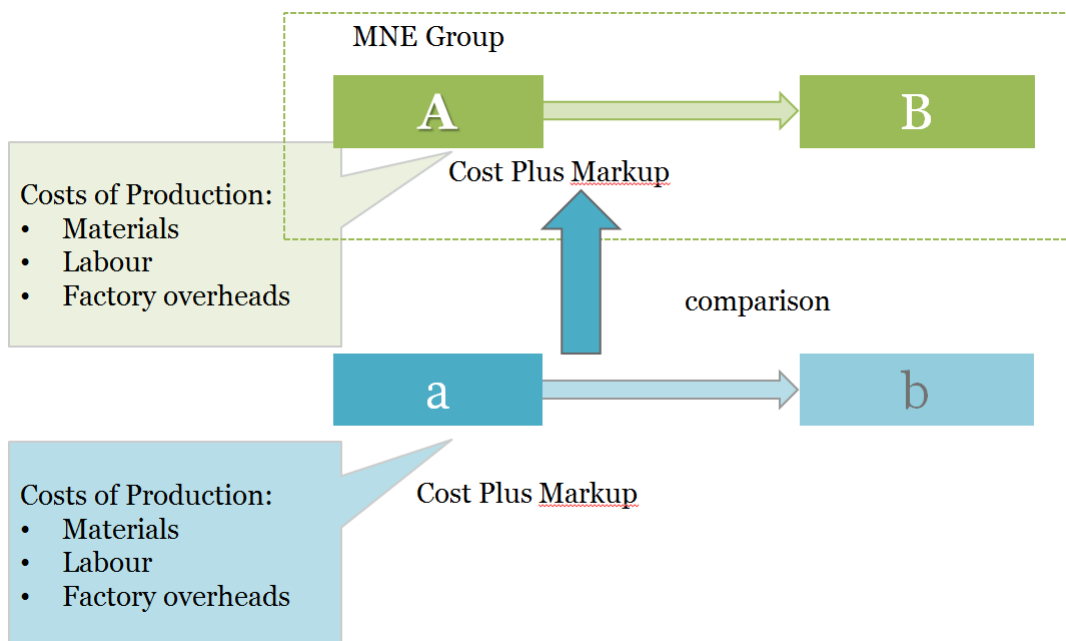 MNE Group
A
B
Cost Plus Markup
Costs of Production:
• Materials
• Labour
• Factory overheads
comparison
a
b
Cost Plus Markup
Costs of Production:
• Materials
• Labour
• Factory overheads